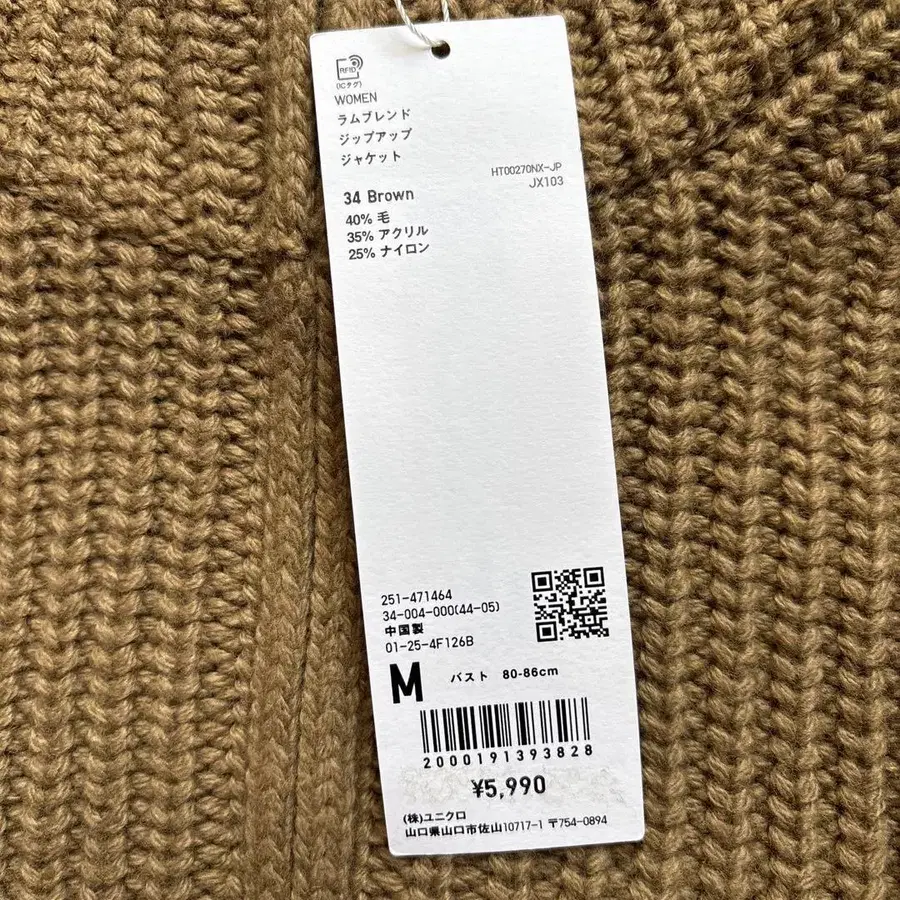 RFID
(ICタグ)
WOMEN
ラムブレンド
ジップアップ
ジャケット
HT00270NX-JP
JX103
34 Brown
40% 毛
35% アクリル
25% ナイロン
251-471464
34-004-000(44-05)
中国製
01-25-4F126B
M バスト 80-86cm
2000191393828
¥5,990
(株)ユニクロ
山口県山口市佐山10717-1 〒754-0894